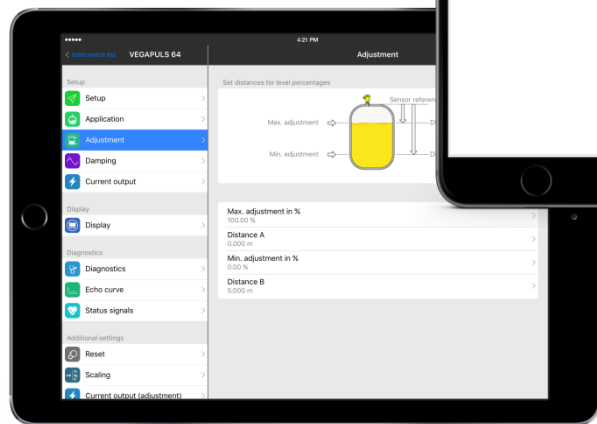 4:21 PM
< Instrument list
VEGAPULS 64
Adjustment
Setup
Setup
Application
Adjustment
Damping
Current output
Display
Display
Diagnostics
Diagnostics
Echo curve
Status signals
Additional settings
Reset
Scaling
Current output (adjustment)
Set distances for level percentages
Sensor referen
Max. adjustment
Di
Min. adjustment
Di
Max. adjustment in %
100.00 %
Distance A
0.000 m
Min. adjustment in %
0.00 %
Distance B
5.000 m